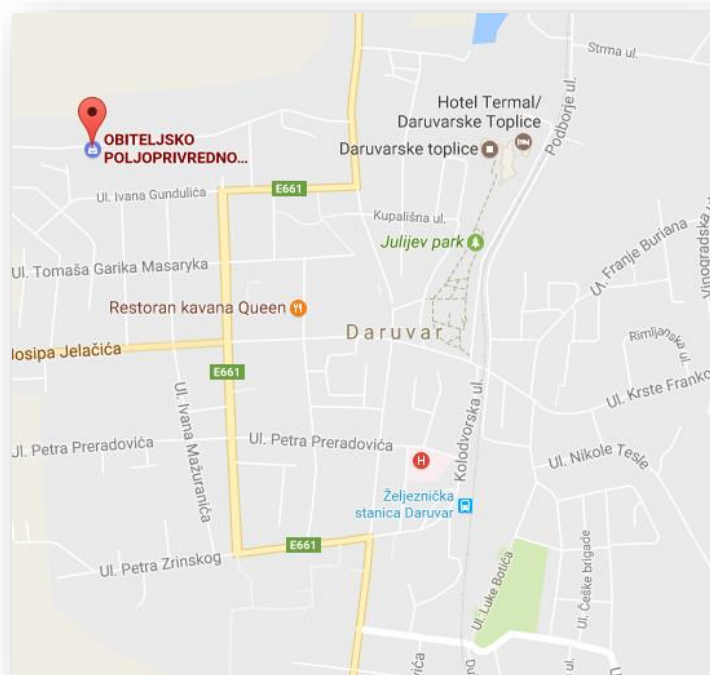 Strma ul.
Hotel Termal/
Daruvarske Toplice
Podborje ul.
OBITELJSKO
POLJOPRIVREDNO...
Daruvarske toplice
E661
Ul. Ivana Gundulića
Kupališna ul.
Vinogradska
Julijev park
Ul. Franje Buriana
Ul. Tomaša Garika Masaryka
Restoran kavana Queen
Daruvar
Rimljanska ul.
Josipa Jelačića
E661
Ul. Ivana Mažuranića
Kolodvorska ul.
Ul. Krste Franko
Ul. Petra Preradovića
Ul. Petra Preradovića
H
Ul. Nikole Tesle
Željeznička
stanica Daruvar
E661
Ul. Petra Zrinskog
Ul. Luke Botića
Ul. Češke brigade
ića
ul.